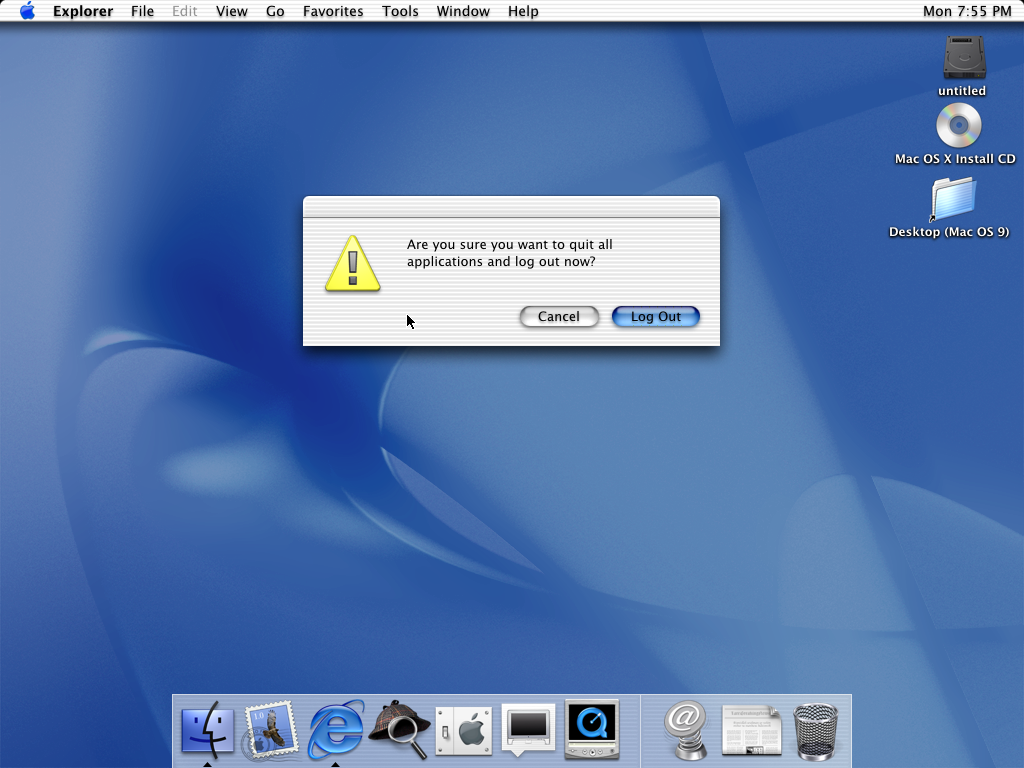 Explorer File Edit View Go Favorites Tools Window Help Mon 7:55 PM
untitled
Mac OS X Install CD
Desktop (Mac OS 9)
Are you sure you want to quit all
applications and log out now?
Cancel Log Out
@